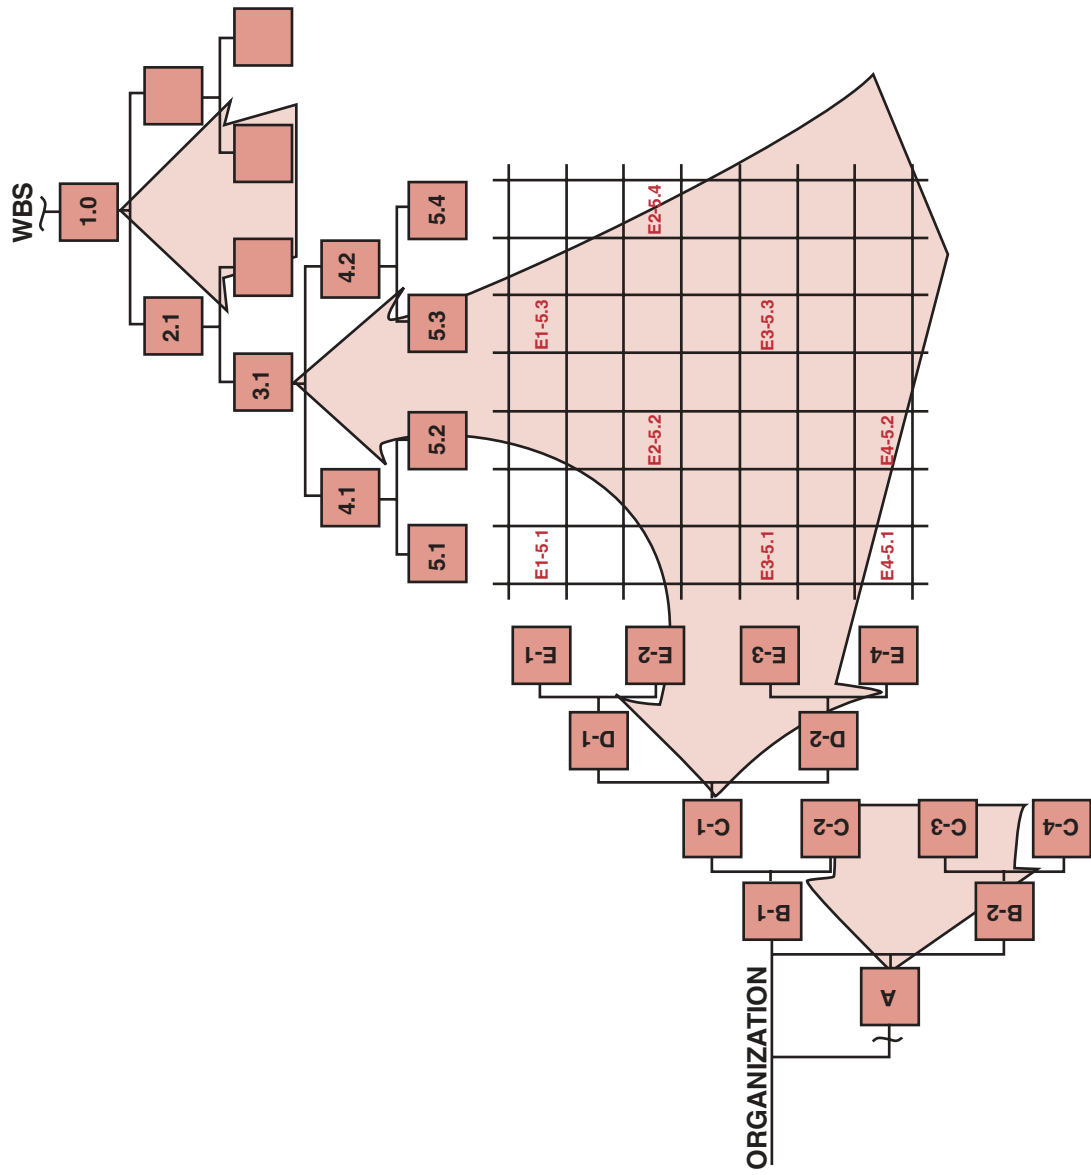 WBS
1.0
2.1
3.1
4.1
4.2
5.1
5.2
5.3
5.4
E1-5.1
E1-5.3
E2-5.2
E2-5.4
E3-5.1
E3-5.3
E4-5.1
E4-5.2
E-1
E-2
E-3
E-4
D-1
D-2
C-1
C-2
C-3
C-4
B-1
B-2
A
ORGANIZATION